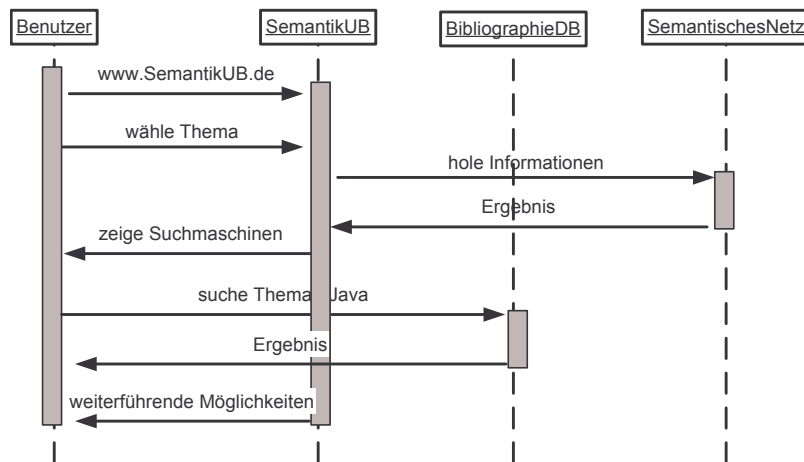 Benutzer
SemantikUB
BibliographieDB
SemantischesNetz
www.SemantikUB.de
wähle Thema
hole Informationen
Ergebnis
zeige Suchmaschinen
suche Thema Java
Ergebnis
weiterführende Möglichkeiten